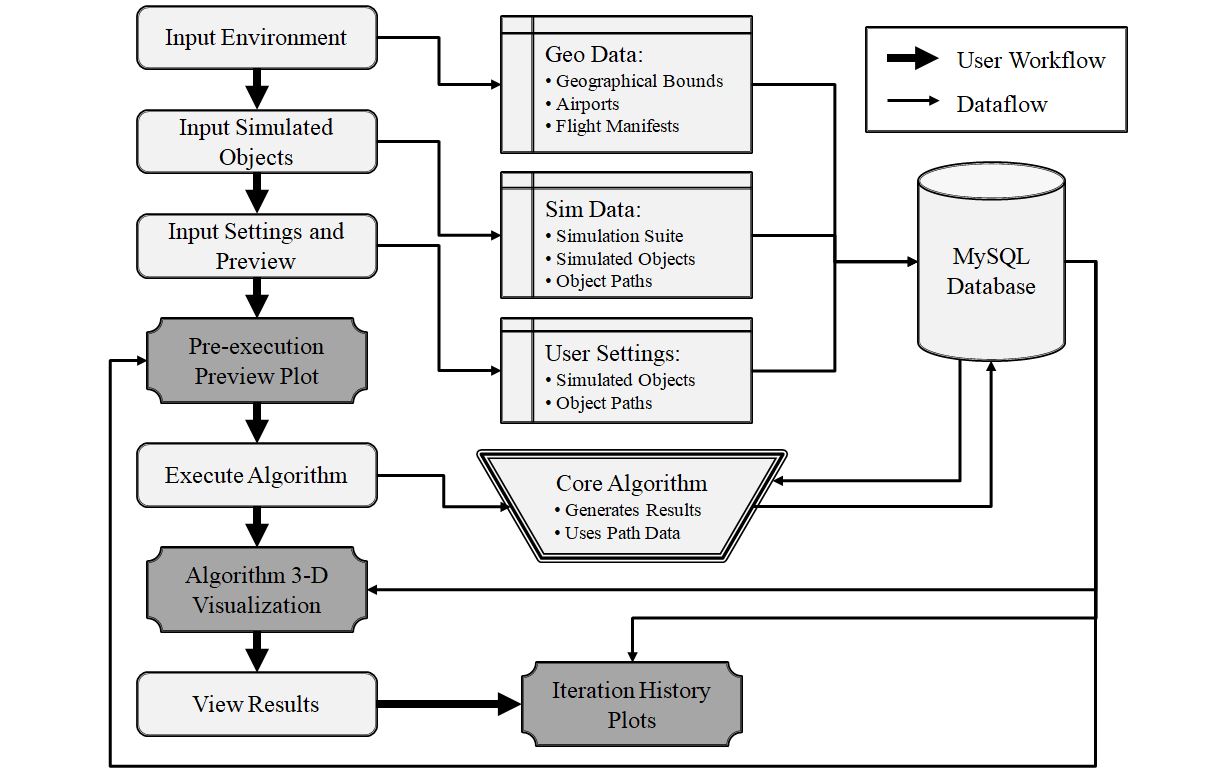 Input Environment
Input Simulated
Objects
Input Settings and
Preview
Pre-execution
Preview Plot
Execute Algorithm
Algorithm 3-D
Visualization
View Results
Geo Data:
• Geographical Bounds
• Airports
• Flight Manifests
Sim Data:
• Simulation Suite
• Simulated Objects
• Object Paths
User Settings:
• Simulated Objects
• Object Paths
Core Algorithm
• Generates Results
• Uses Path Data
Iteration History
Plots
MySQL
Database
User Workflow
Dataflow